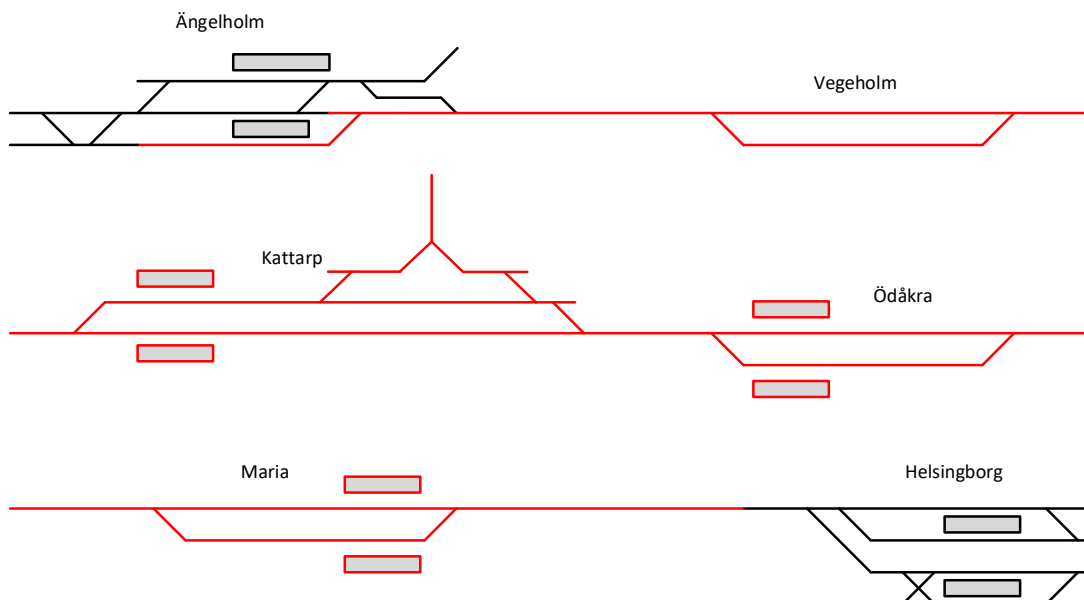 Ängelholm
Vegeholm
Kattarp
Ödåkra
Maria
Helsingborg